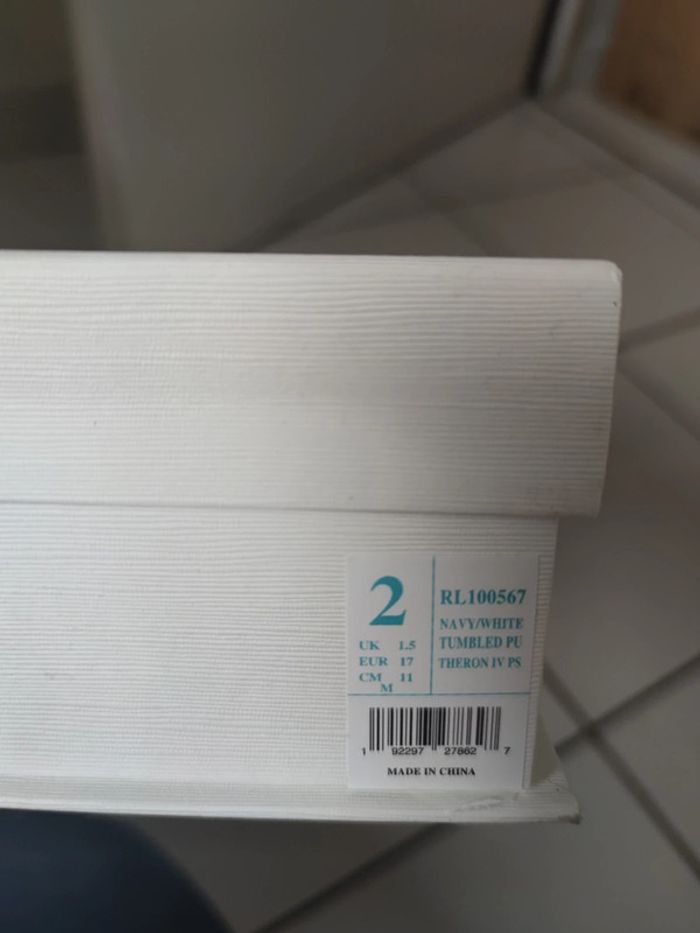 2
UK 1.5
EUR 17
CM 11
M
RL100567
NAVY/WHITE
TUMBLED PU
THERON IV PS
1 92297 27862 7
MADE IN CHINA